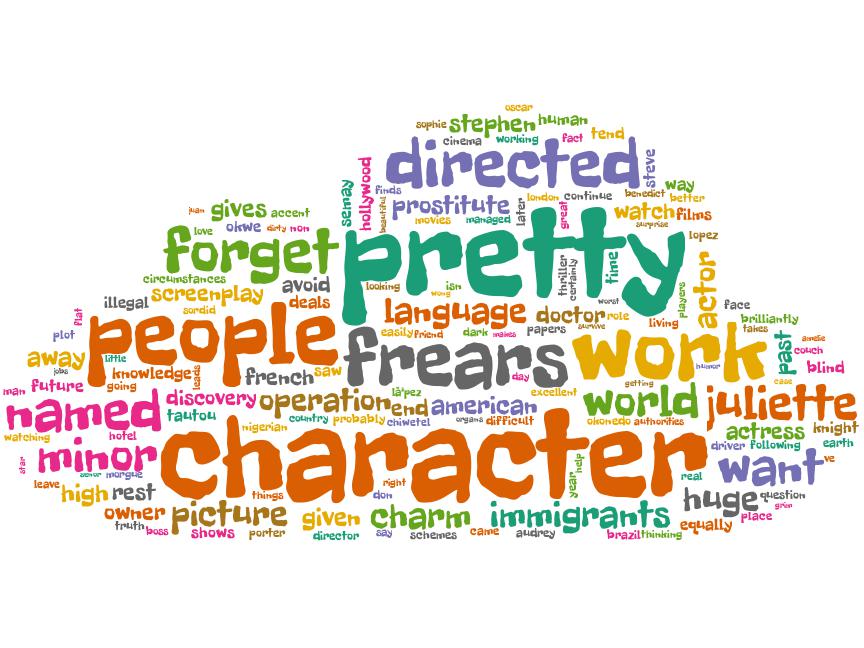 oscar
sophie stephen human
cinema working fact tend
directed steve
hollywood semay finds
prostitute later london continue benedict way better
movies managed great surprise watch films
beautiful
juan gives accent
love okwe dirty non
forget pretty lopez
thriller certainly time actor
circumstances avoid looking isn wong worst players
illegal screenplay deals
sordid language doctor role face
flat people easily friend dark makes papers survive living brilliantly
plot frears work takes
away little past amelie couch
jobs knowledge french saw day humor blind
man future going leads getting case
named discovery operation end là'pez american excellent world juliette
tautou country probably chiwetel organs difficult okonedo authorities actress knight
watching hotel nigerian character driver following earth
star minor real want ve
senor morgue year help
leave high rest things right don huge question
owner picture given charm immigrants equally place grim
truth boss shows porter director say schemes came audrey brazil thinking